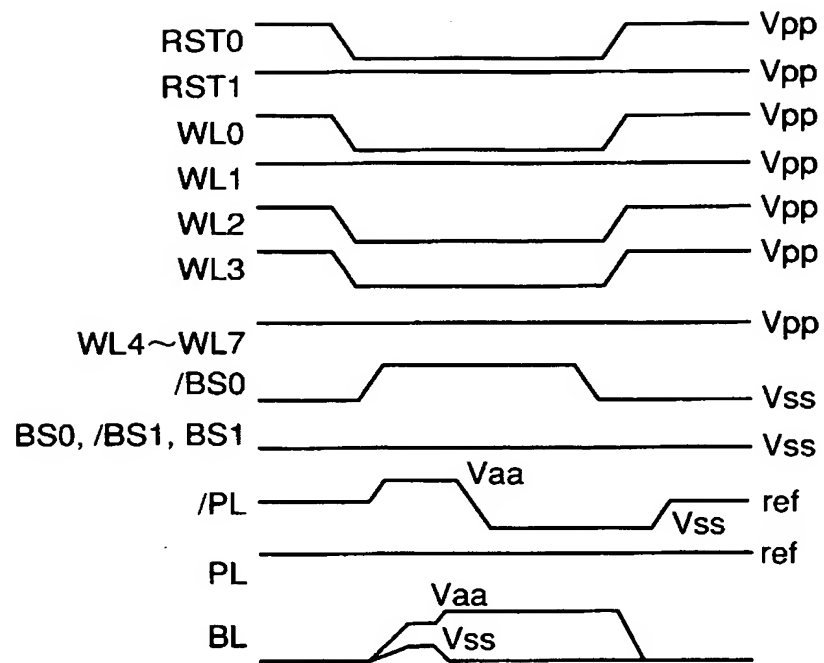 RST0 Vpp
RST1 Vpp
WL0 Vpp
WL1 Vpp
WL2 Vpp
WL3 Vpp
WL4~WL7 Vpp
/BS0 Vss
BS0, /BS1, BS1 Vss
/PL Vaa Vss ref
PL ref
Vaa
BL Vss